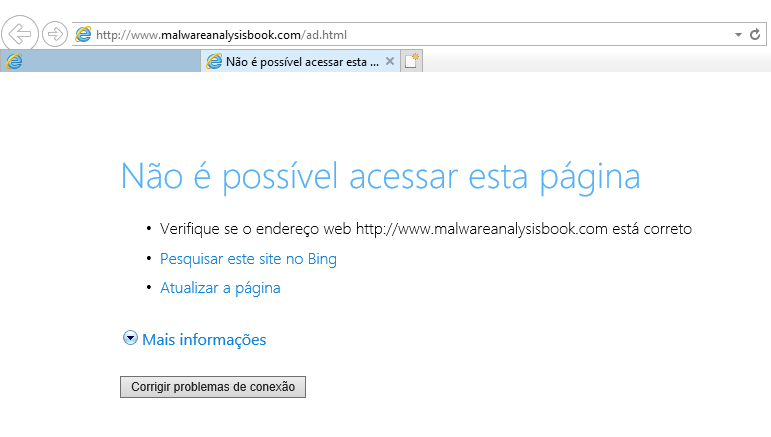 http://www.malwareanalysisbook.com/ad.html
Não é possível acessar esta ...
Não é possível acessar esta página
• Verifique se o endereço web http://www.malwareanalysisbook.com está correto
• Pesquisar este site no Bing
• Atualizar a página
Mais informações
Corrigir problemas de conexão